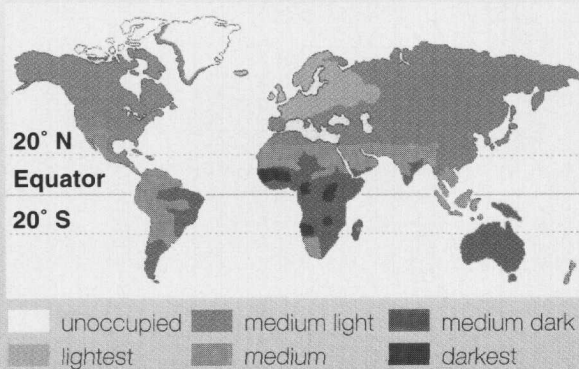 20° N
Equator
20° S
unoccupied medium light medium dark
lightest medium darkest